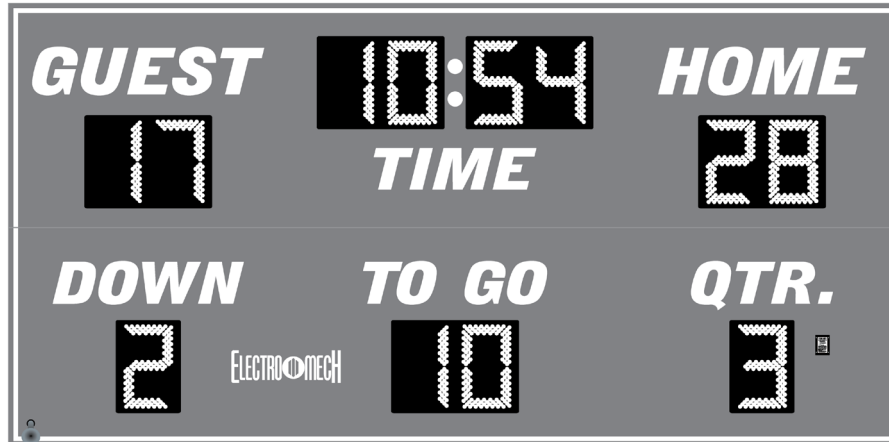 GUEST 10:54 HOME
17 TIME 28
DOWN TO GO QTR.
2 ELECTRO MECH 10 3